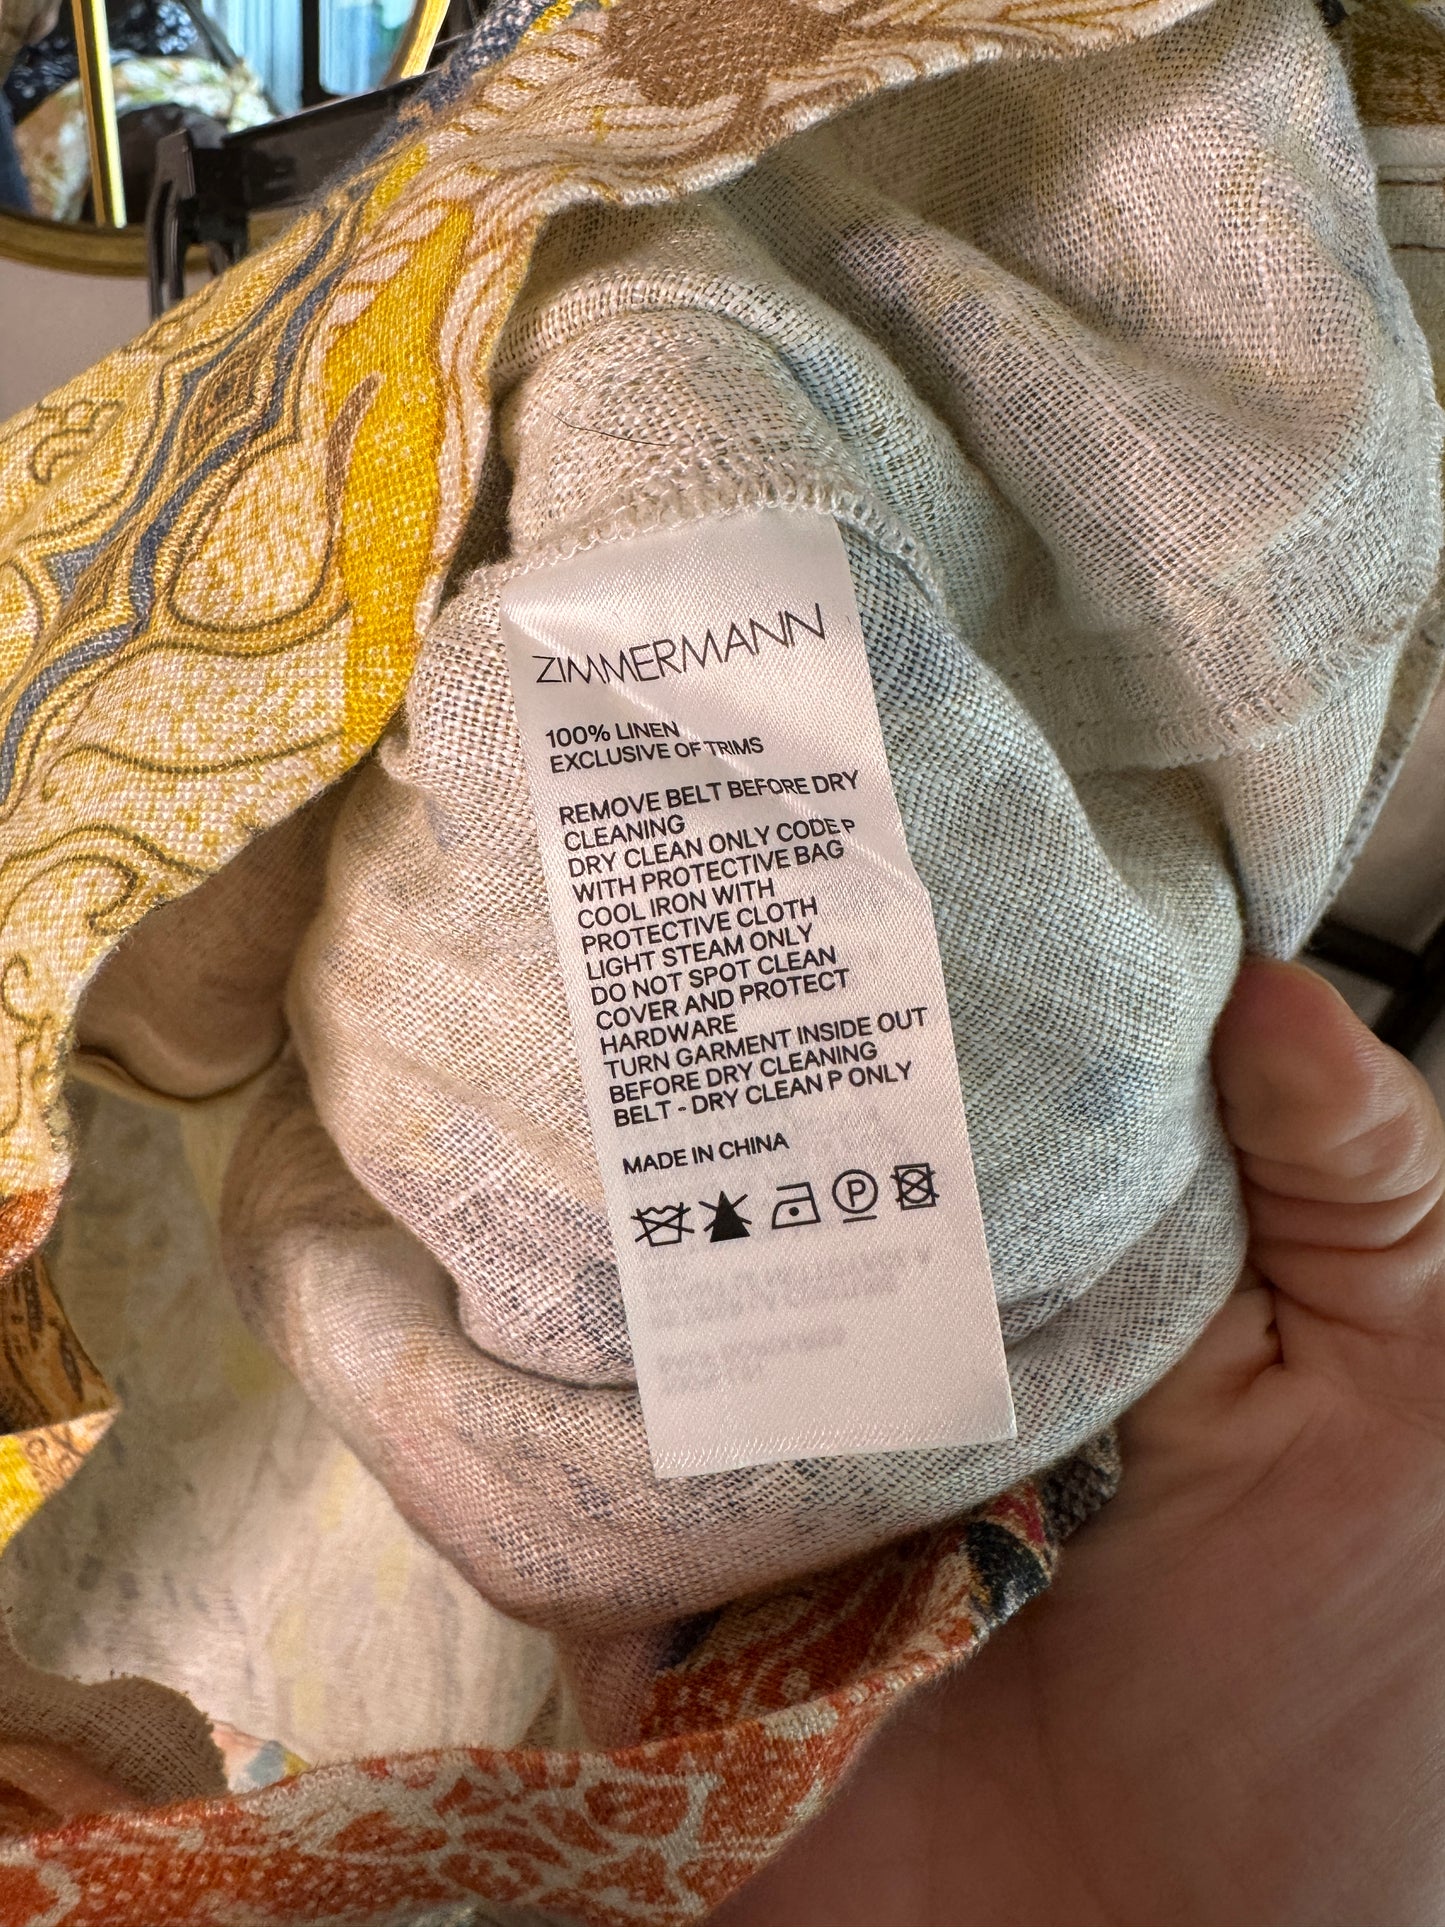 ZIMMERMANN
100% LINEN
EXCLUSIVE OF TRIMS
REMOVE BELT BEFORE DRY
CLEANING
DRY CLEAN ONLY CODE P
WITH PROTECTIVE BAG
COOL IRON WITH
PROTECTIVE CLOTH
LIGHT STEAM ONLY
DO NOT SPOT CLEAN
COVER AND PROTECT
HARDWARE
TURN GARMENT INSIDE OUT
BEFORE DRY CLEANING
BELT - DRY CLEAN P ONLY
MADE IN CHINA
P